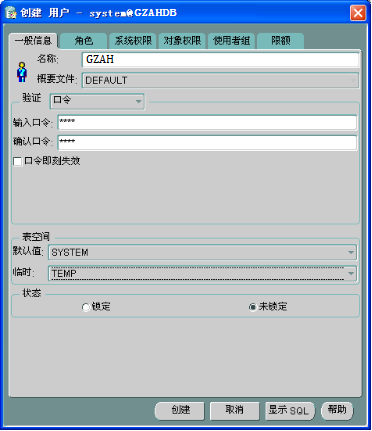 创建 用户 - system@GZAHDB
一般信息 角色 系统权限 对象权限 使用者组 限额
名称: GZAH
概要文件: DEFAULT
验证 口令
输入口令: ****
确认口令: ****
口令即刻失效
表空间
默认值: SYSTEM
临时: TEMP
状态
锁定 未锁定
创建 取消 显示 SQL 帮助